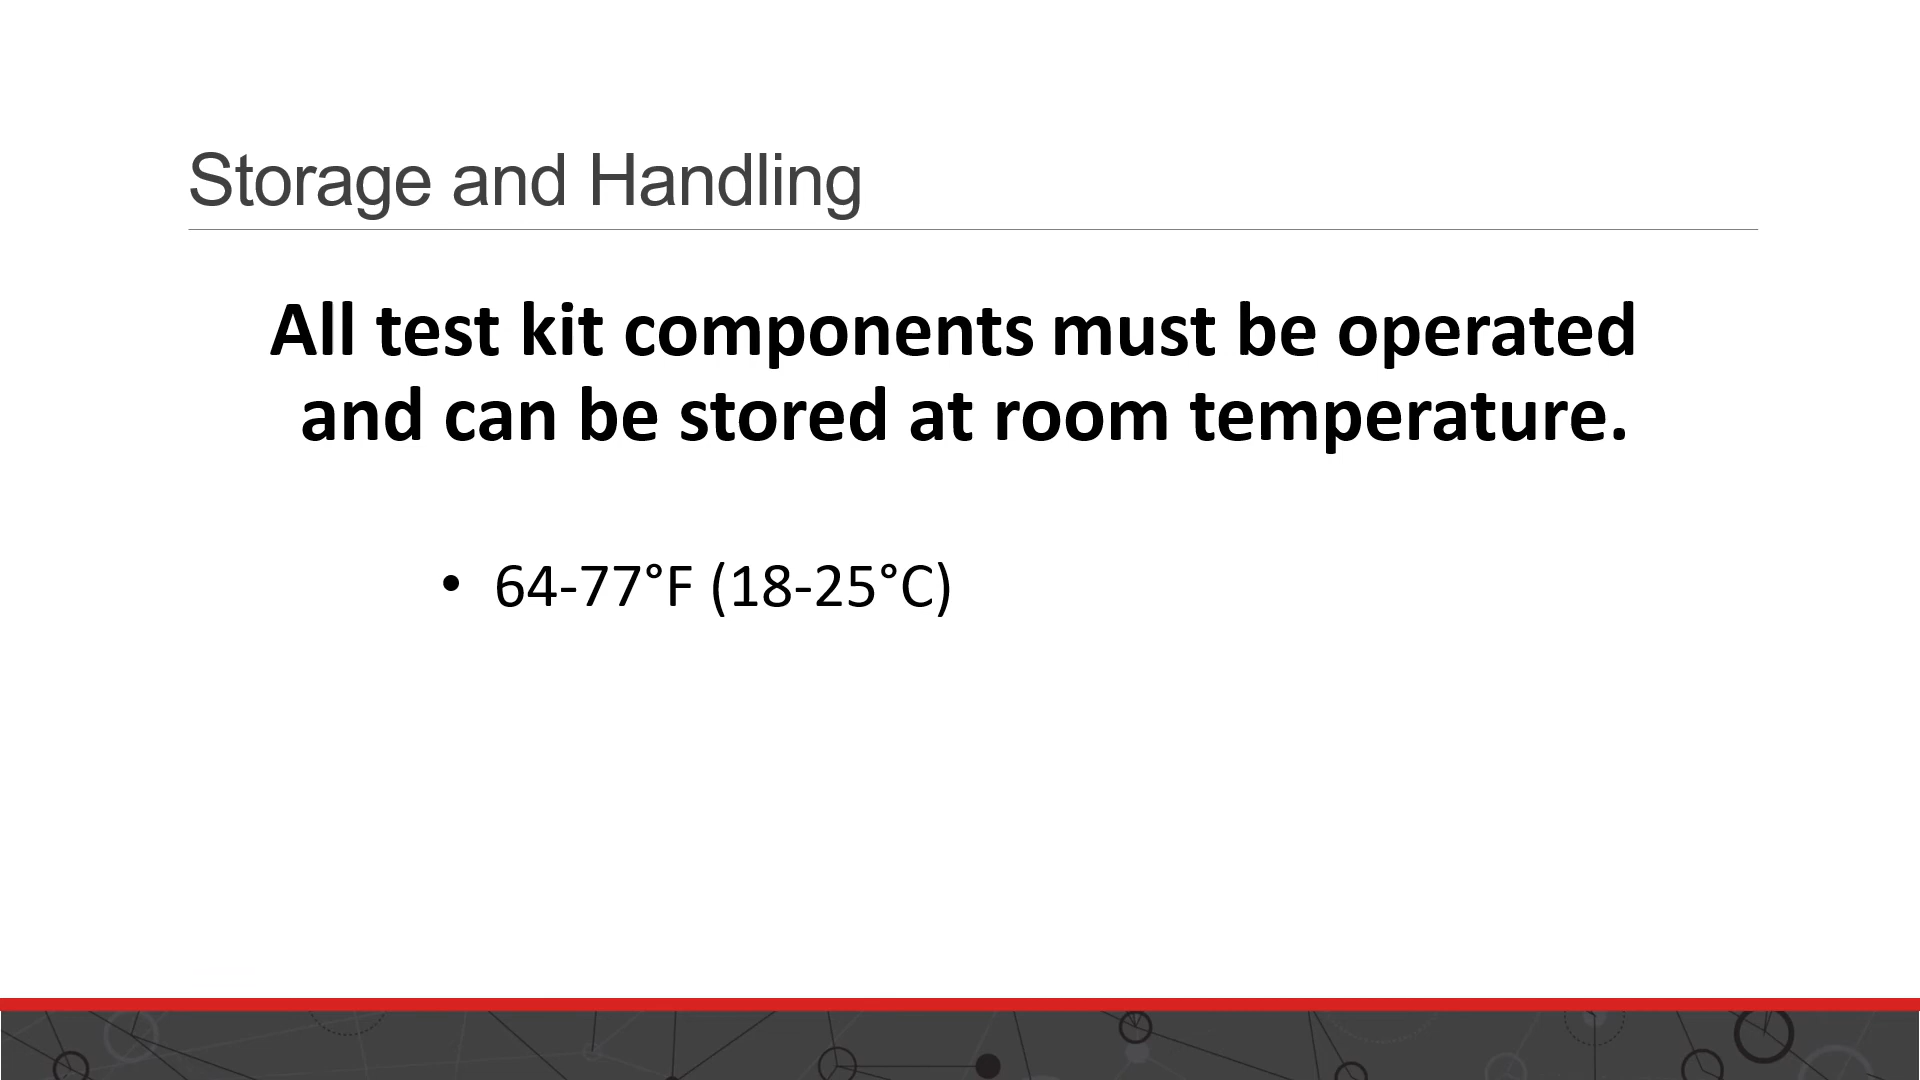 Storage and Handling
All test kit components must be operated
and can be stored at room temperature.
• 64-77°F (18-25°C)